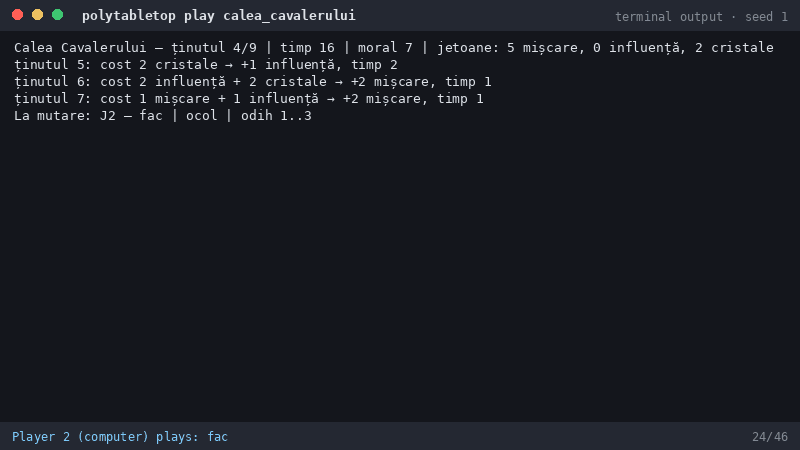 polytabletop play calea_cavalerului
terminal output · seed 1
Calea Cavalerului — ținutul 4/9 | timp 16 | moral 7 | jetoane: 5 mișcare, 0 influență, 2 cristale
ținutul 5: cost 2 cristale → +1 influență, timp 2
ținutul 6: cost 2 influență + 2 cristale → +2 mișcare, timp 1
ținutul 7: cost 1 mișcare + 1 influență → +2 mișcare, timp 1
La mutare: J2 — fac | ocol | odih 1..3
Player 2 (computer) plays: fac
24/46